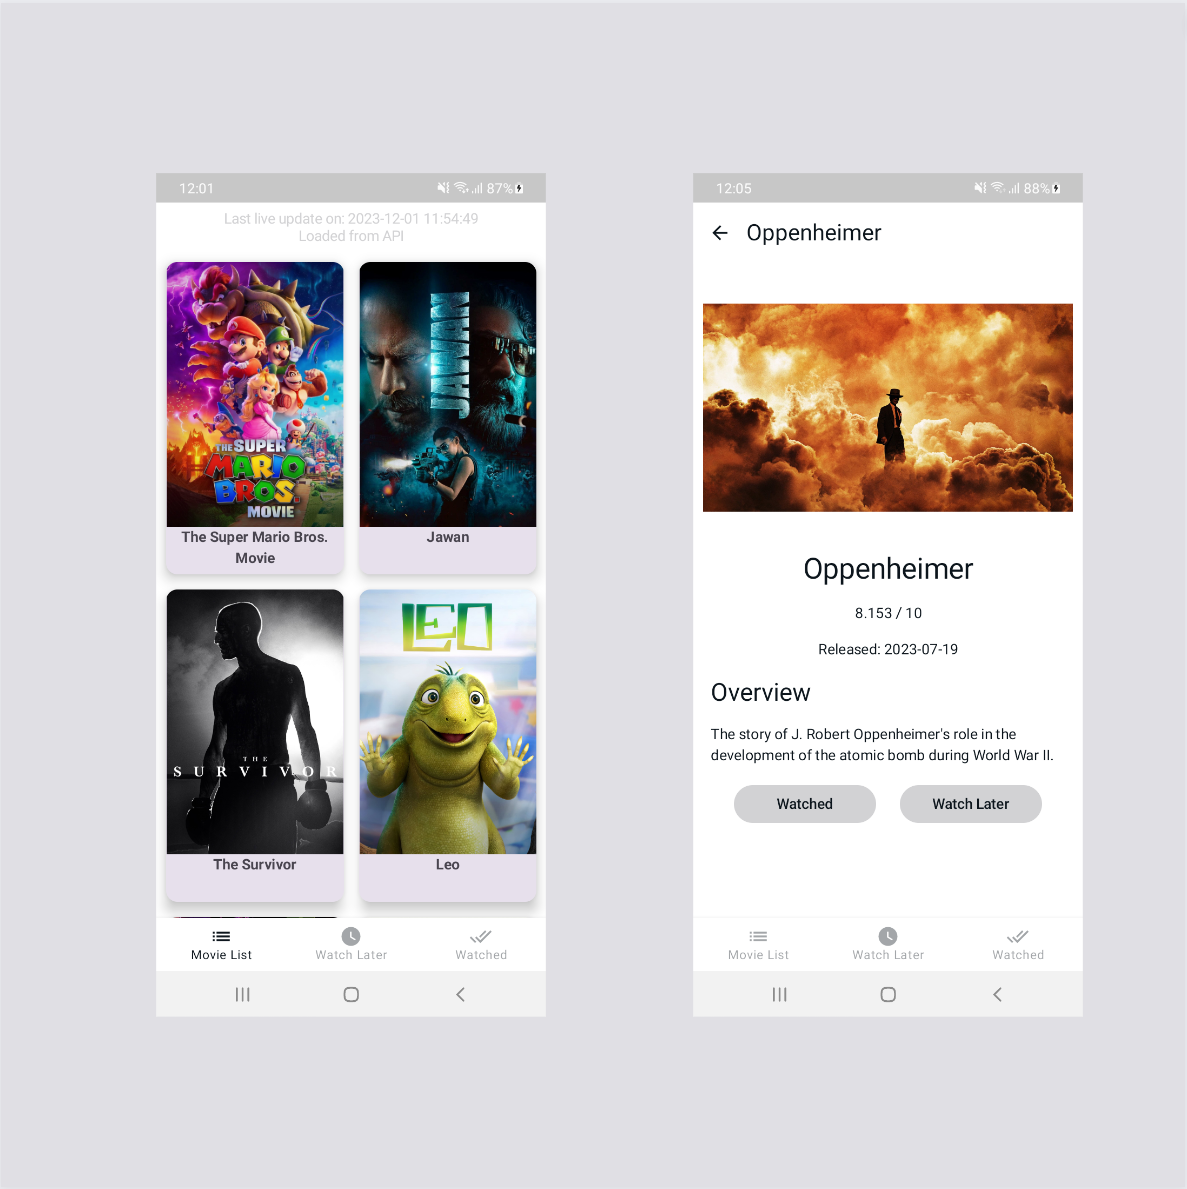 12:01
87%
Last live update on: 2023-12-01 11:54:49
Loaded from API
THE SUPER
MARIO
BROS.
MOVIE
The Super Mario Bros.
Movie
JAWAN
Jawan
THE
SURVIVOR
The Survivor
LEO
Leo
Movie List
Watch Later
Watched
12:05
88%
Oppenheimer
Oppenheimer
8.153 / 10
Released: 2023-07-19
Overview
The story of J. Robert Oppenheimer's role in the
development of the atomic bomb during World War II.
Watched
Watch Later
Movie List
Watch Later
Watched